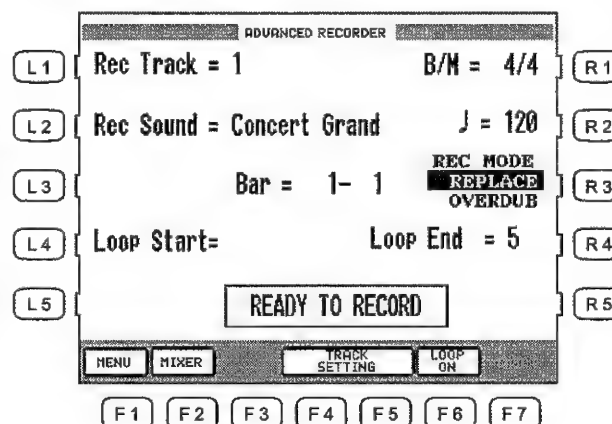 ADVANCED RECORDER
L1 Rec Track = 1 B/M = 4/4 R1
L2 Rec Sound = Concert Grand ♩ = 120 R2
REC MODE
L3 Bar = 1- 1 REPLACE R3
OVERDUB
L4 Loop Start= Loop End = 5 R4
L5 READY TO RECORD R5
MENU MIXER TRACK SETTING LOOP ON
F1 F2 F3 F4 F5 F6 F7